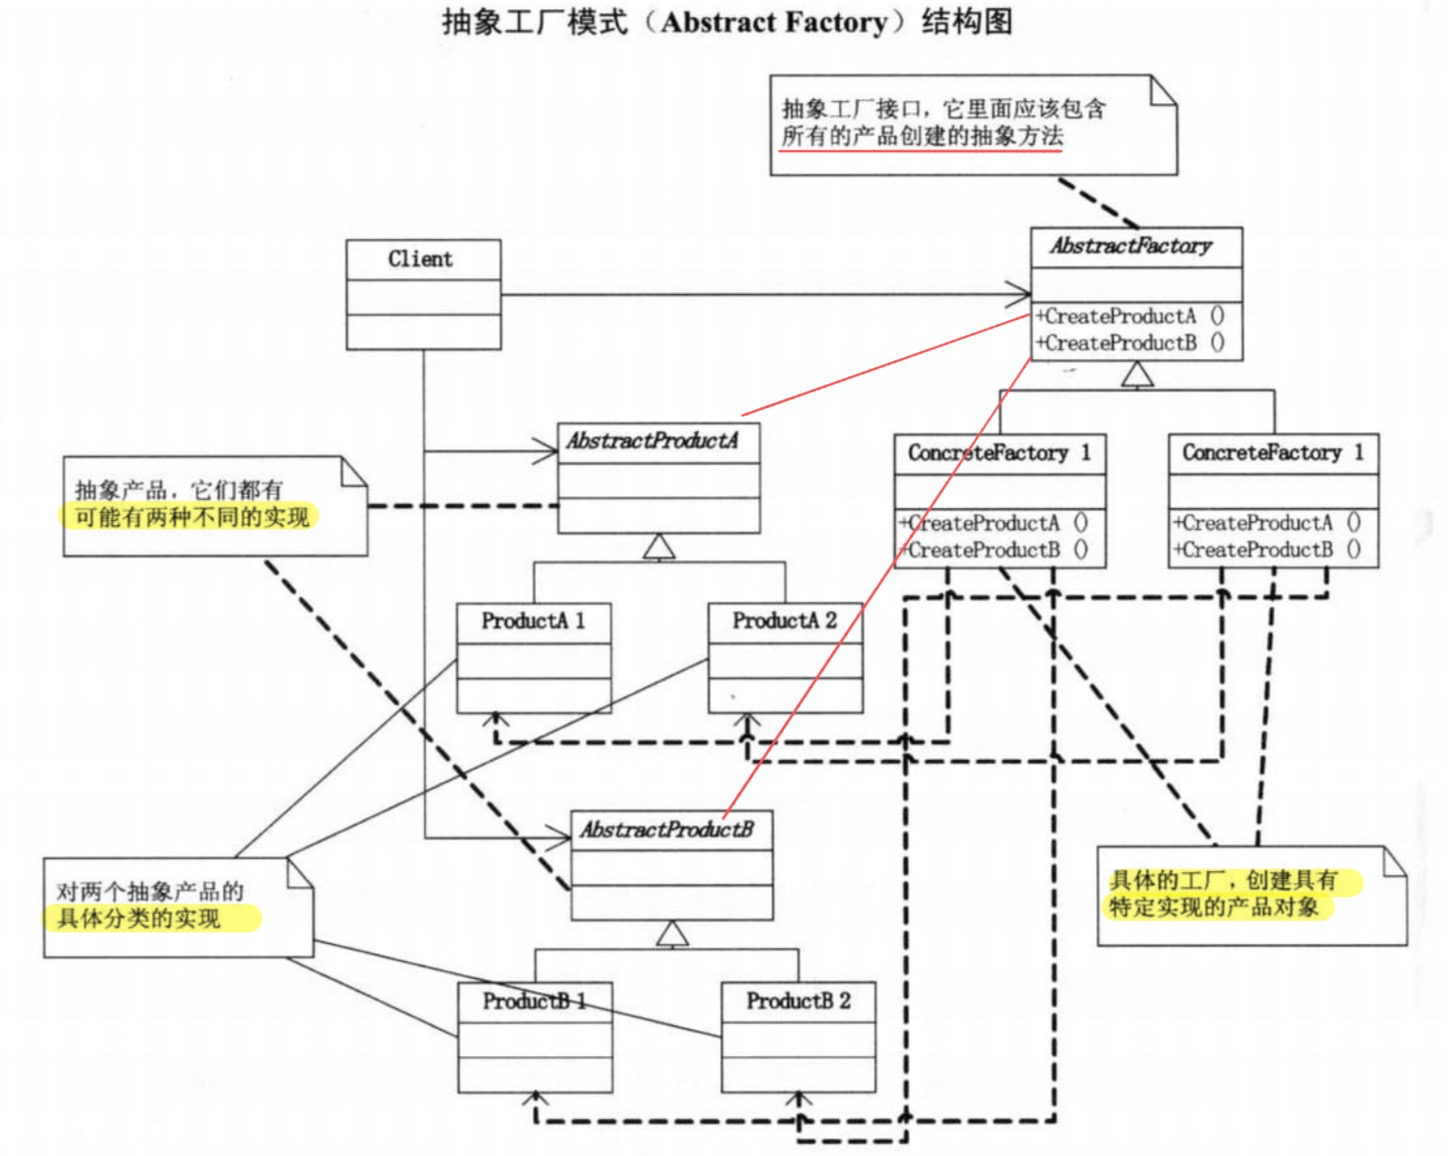 抽象工厂模式（Abstract Factory）结构图
抽象工厂接口，它里面应该包含
所有的产品创建的抽象方法
Client
AbstractFactory
+CreateProductA ()
+CreateProductB ()
AbstractProductA
ConcreteFactory 1
+CreateProductA ()
+CreateProductB ()
ConcreteFactory 1
+CreateProductA ()
+CreateProductB ()
抽象产品，它们都有
可能有两种不同的实现
ProductA 1
ProductA 2
AbstractProductB
对两个抽象产品的
具体分类的实现
具体的工厂，创建具有
特定实现的产品对象
ProductB 1
ProductB 2